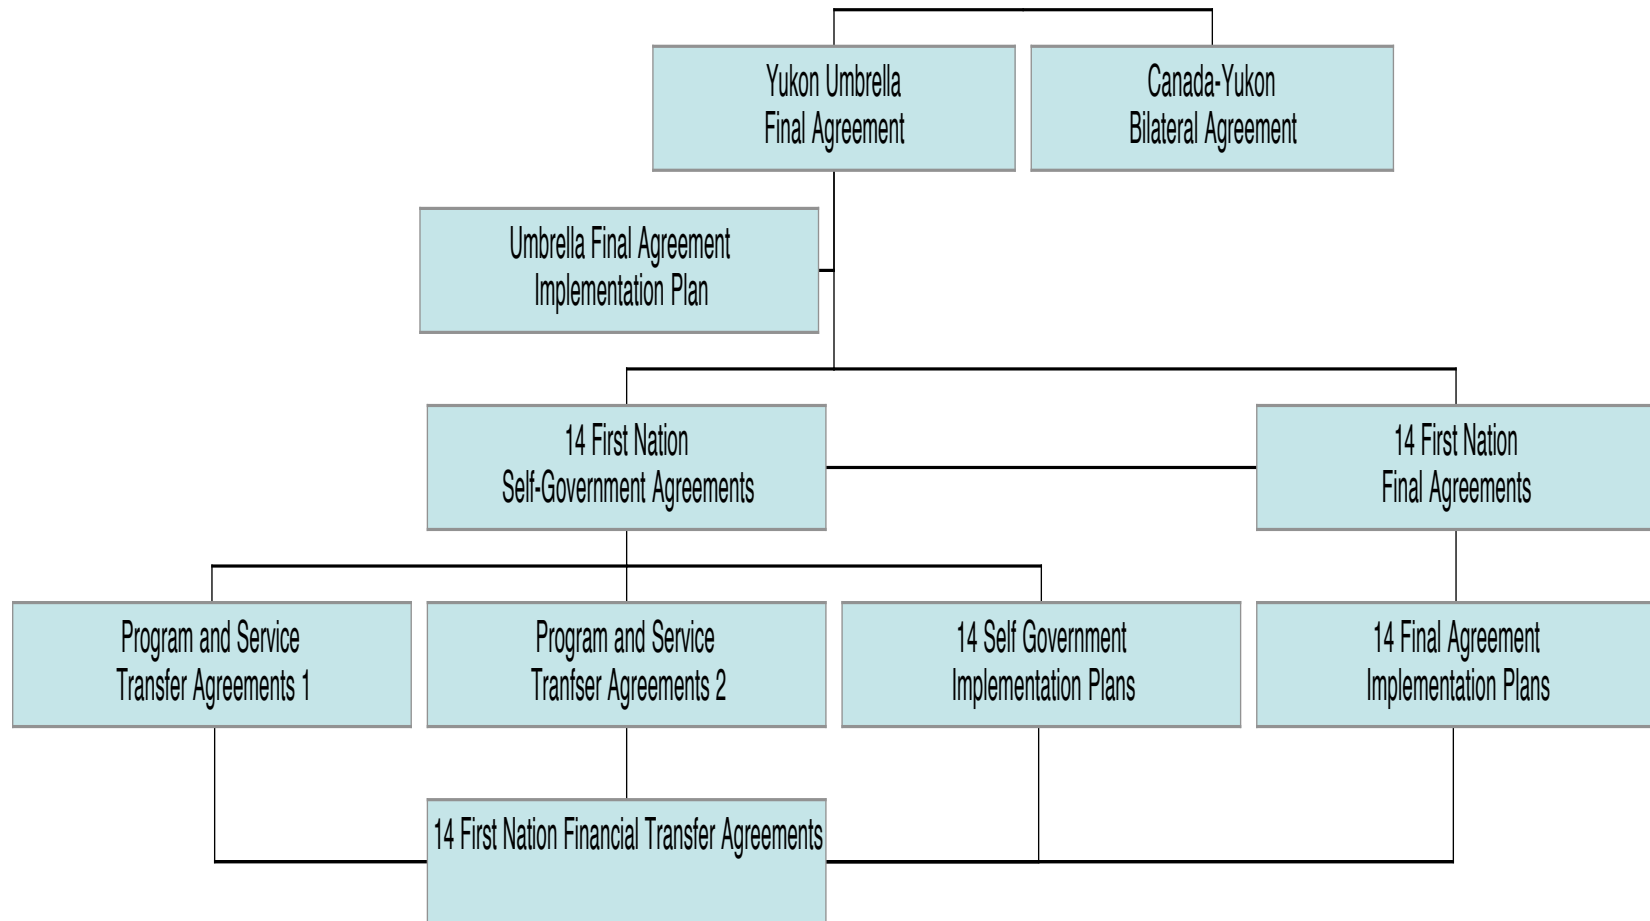 Yukon Umbrella
Final Agreement
Canada-Yukon
Bilateral Agreement
Umbrella Final Agreement
Implementation Plan
14 First Nation
Self-Government Agreements
14 First Nation
Final Agreements
Program and Service
Transfer Agreements 1
Program and Service
Tranfser Agreements 2
14 Self Government
Implementation Plans
14 Final Agreement
Implementation Plans
14 First Nation Financial Transfer Agreements